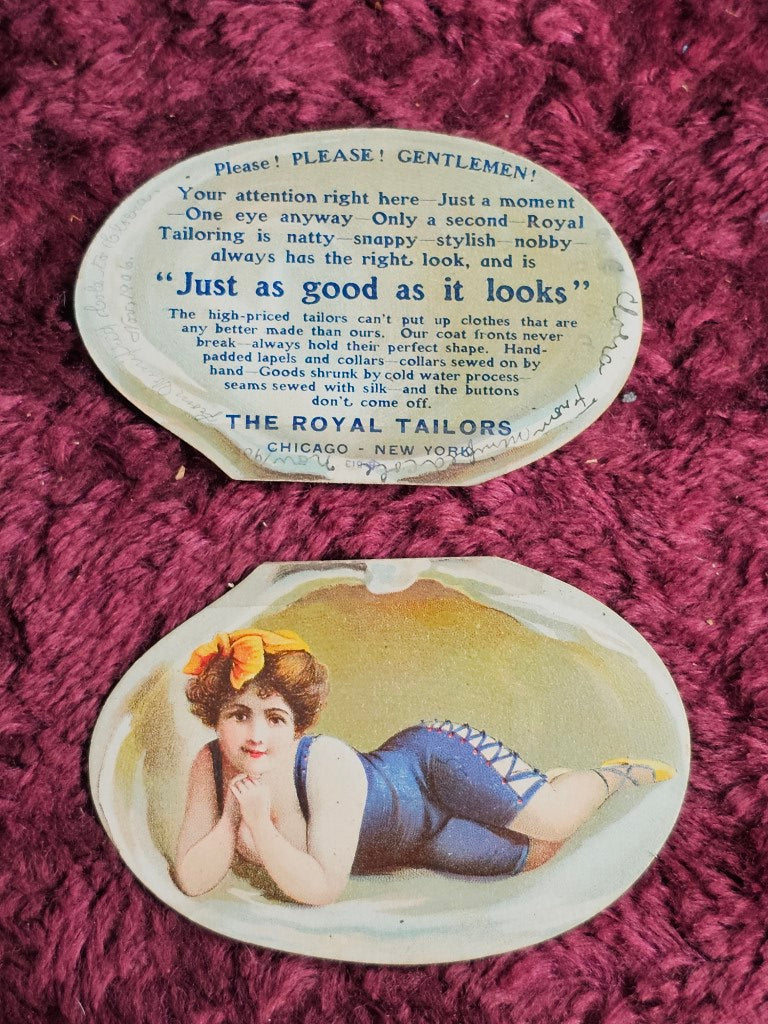 Please! PLEASE! GENTLEMEN!
Your attention right here—Just a moment
—One eye anyway—Only a second—Royal
Tailoring is natty—snappy—stylish—nobby—
always has the right look, and is
"Just as good as it looks"
The high-priced tailors can't put up clothes that are
any better made than ours. Our coat fronts never
break—always hold their perfect shape. Hand-
padded lapels and collars—collars sewed on by
hand—Goods shrunk by cold water process—
seams sewed with silk—and the buttons
don't come off.
THE ROYAL TAILORS
CHICAGO - NEW YORK
From